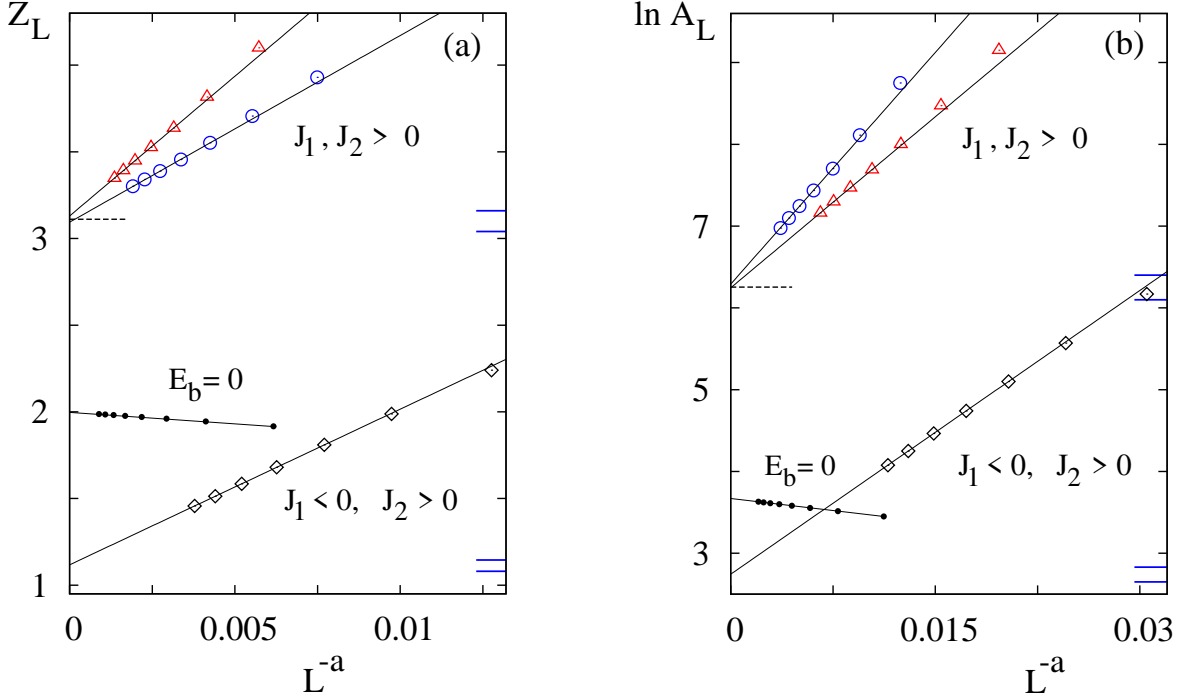 Z_L
(a)
3
2
1
0
0.005
0.01
L^-a
J_1 , J_2 > 0
E_b = 0
J_1 < 0, J_2 > 0
ln A_L
(b)
7
5
3
0
0.015
0.03
L^-a
J_1 , J_2 > 0
E_b = 0
J_1 < 0, J_2 > 0